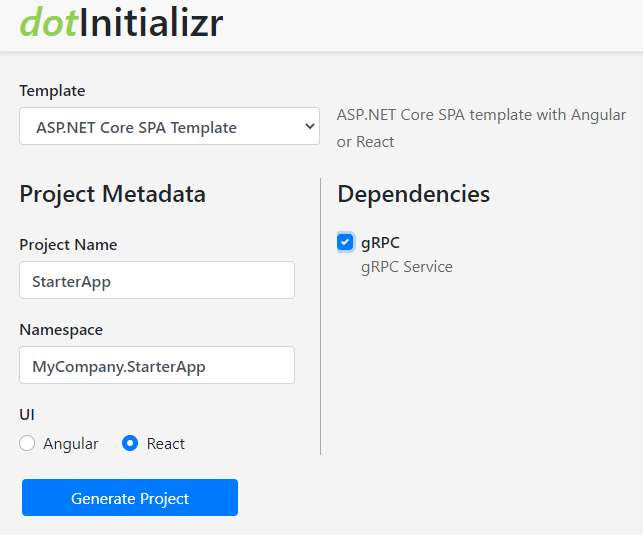 dotInitializr
Template
ASP.NET Core SPA Template
ASP.NET Core SPA template with Angular
or React
Project Metadata
Project Name
StarterApp
Namespace
MyCompany.StarterApp
UI
Angular
React
Dependencies
gRPC
gRPC Service
Generate Project